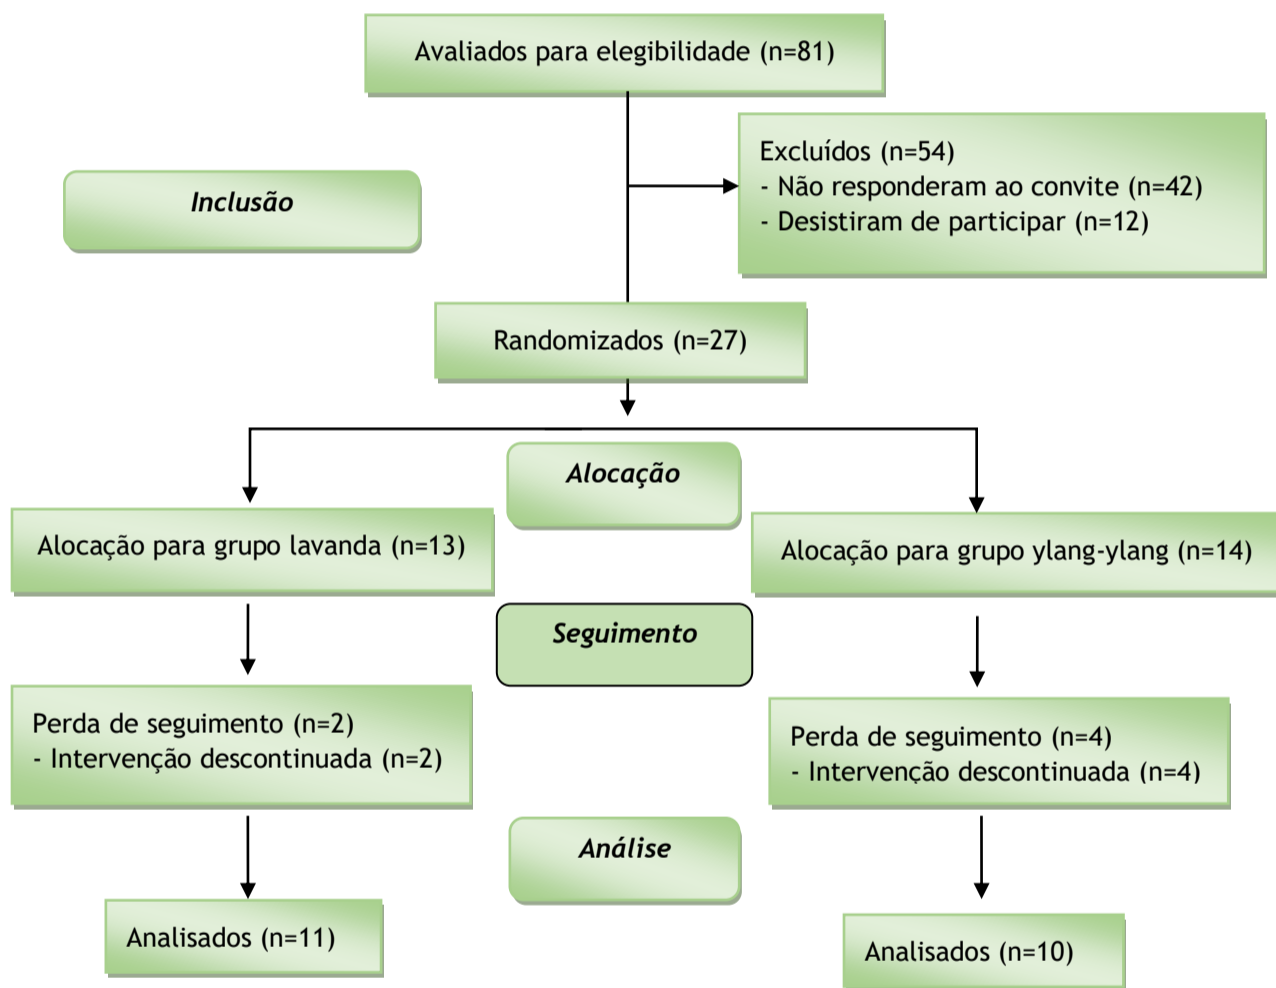 Avaliados para elegibilidade (n=81)
Excluídos (n=54)
- Não responderam ao convite (n=42)
- Desistiram de participar (n=12)
Inclusão
Randomizados (n=27)
Alocação
Alocação para grupo lavanda (n=13)
Alocação para grupo ylang-ylang (n=14)
Seguimento
Perda de seguimento (n=2)
- Intervenção descontinuada (n=2)
Perda de seguimento (n=4)
- Intervenção descontinuada (n=4)
Análise
Analisados (n=11)
Analisados (n=10)